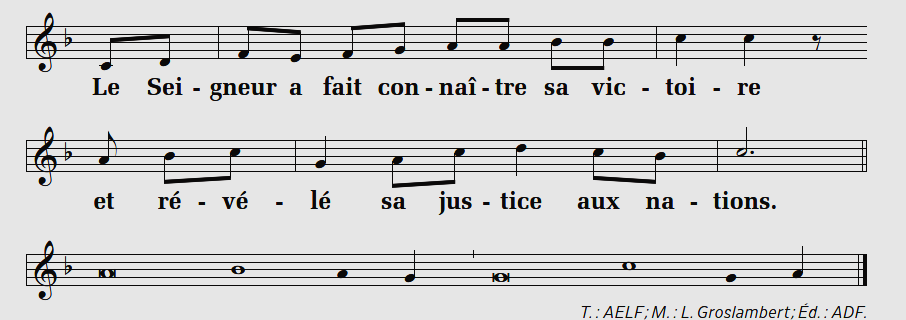 Le Sei - gneur a fait con - naî - tre sa vic - toi - re
et ré - vé - lé sa jus - tice aux na - tions.
T. : AELF ; M. : L. Groslambert ; Éd. : ADF.